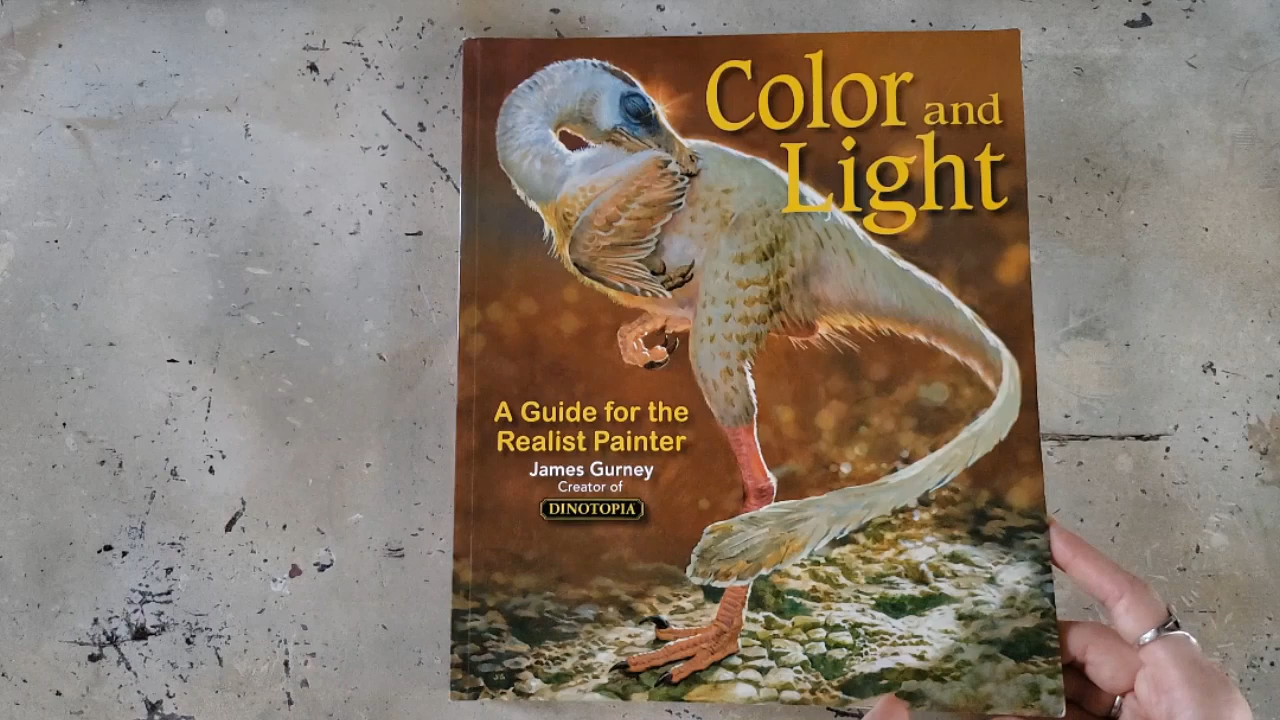 Color and
Light
A Guide for the
Realist Painter
James Gurney
Creator of
DINOTOPIA